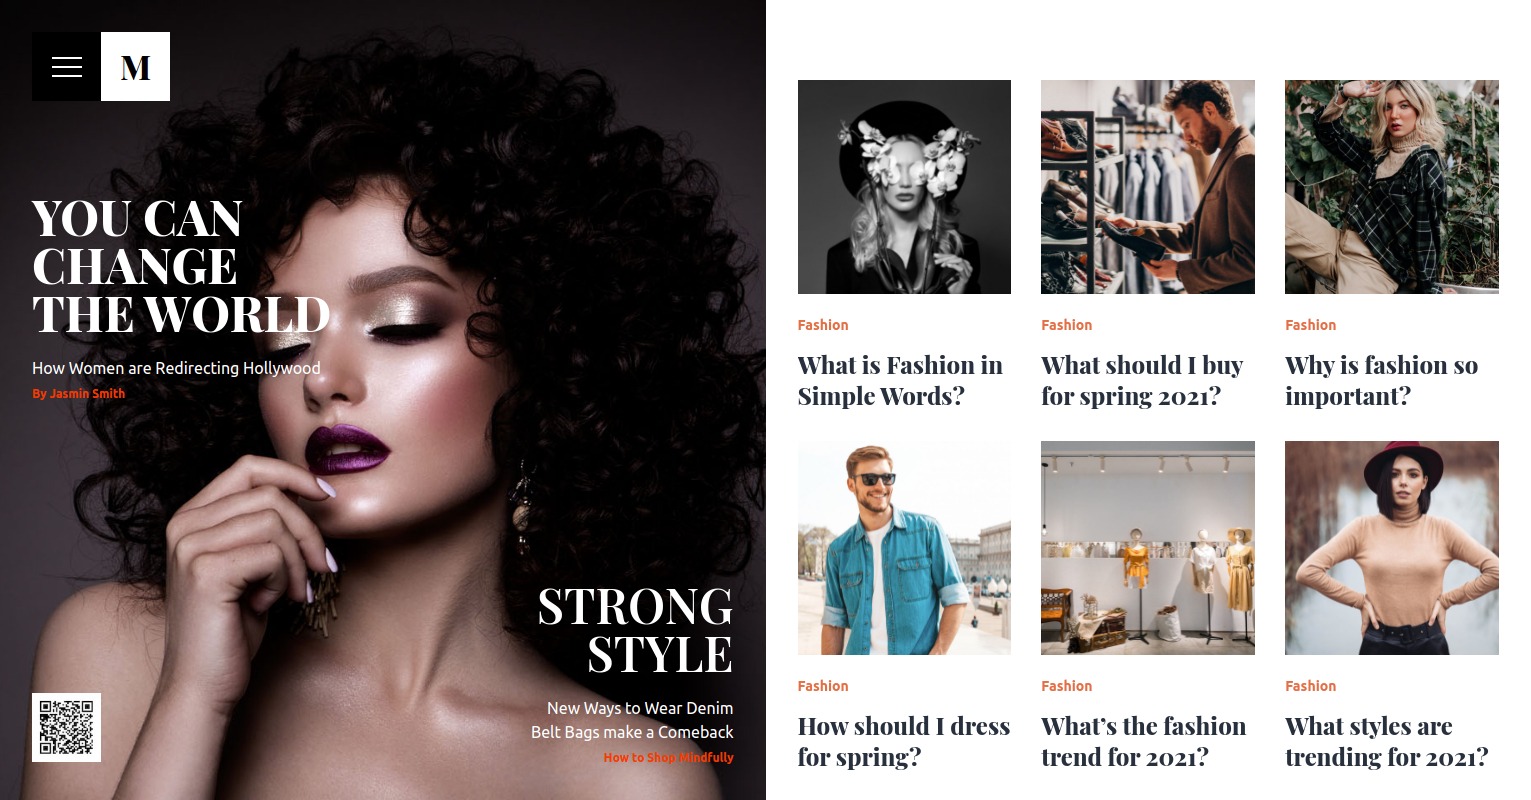 M
YOU CAN
CHANGE
THE WORLD
How Women are Redirecting Hollywood
By Jasmin Smith
STRONG
STYLE
New Ways to Wear Denim
Belt Bags make a Comeback
How to Shop Mindfully
Fashion
What is Fashion in
Simple Words?
Fashion
What should I buy
for spring 2021?
Fashion
Why is fashion so
important?
Fashion
How should I dress
for spring?
Fashion
What’s the fashion
trend for 2021?
Fashion
What styles are
trending for 2021?